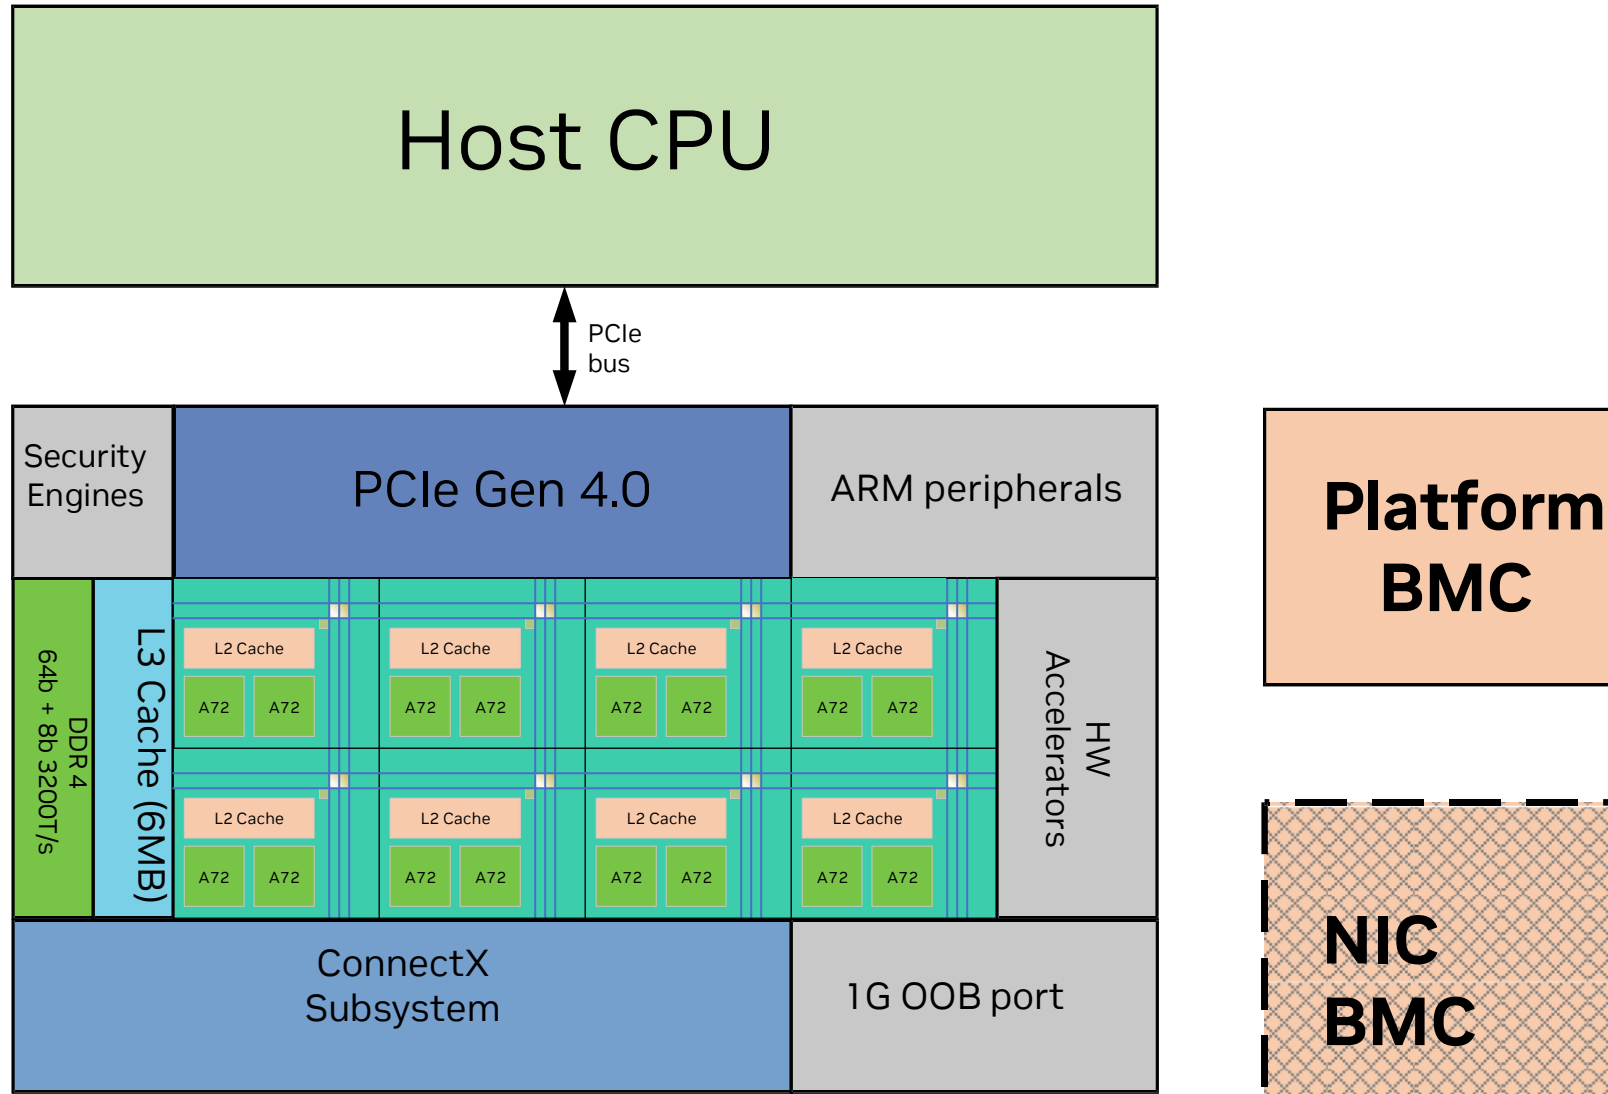 Host CPU
PCIe
bus
Security
Engines
PCIe Gen 4.0
ARM peripherals
Platform
BMC
DDR4
64b + 8b 3200T/s
L3 Cache (6MB)
L2 Cache
L2 Cache
L2 Cache
L2 Cache
A72 A72
A72 A72
A72 A72
A72 A72
L2 Cache
L2 Cache
L2 Cache
L2 Cache
A72 A72
A72 A72
A72 A72
A72 A72
HW
Accelerators
ConnectX
Subsystem
1G OOB port
NIC
BMC